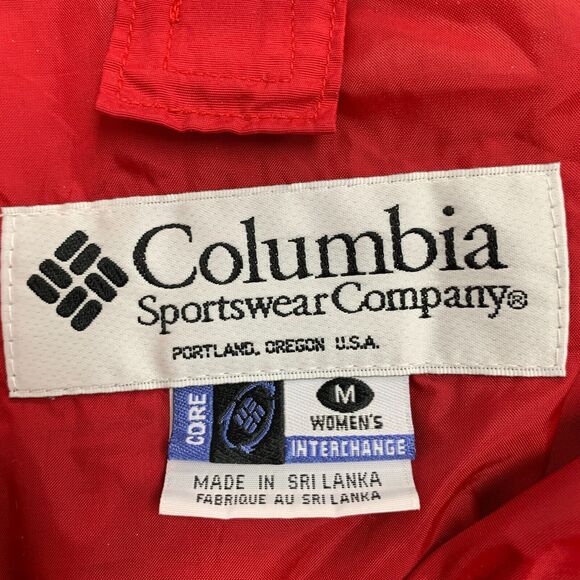 Columbia
Sportswear Company®
PORTLAND, OREGON U.S.A.
CORE
M
WOMEN'S
INTERCHANGE
MADE IN SRI LANKA
FABRIQUE AU SRI LANKA